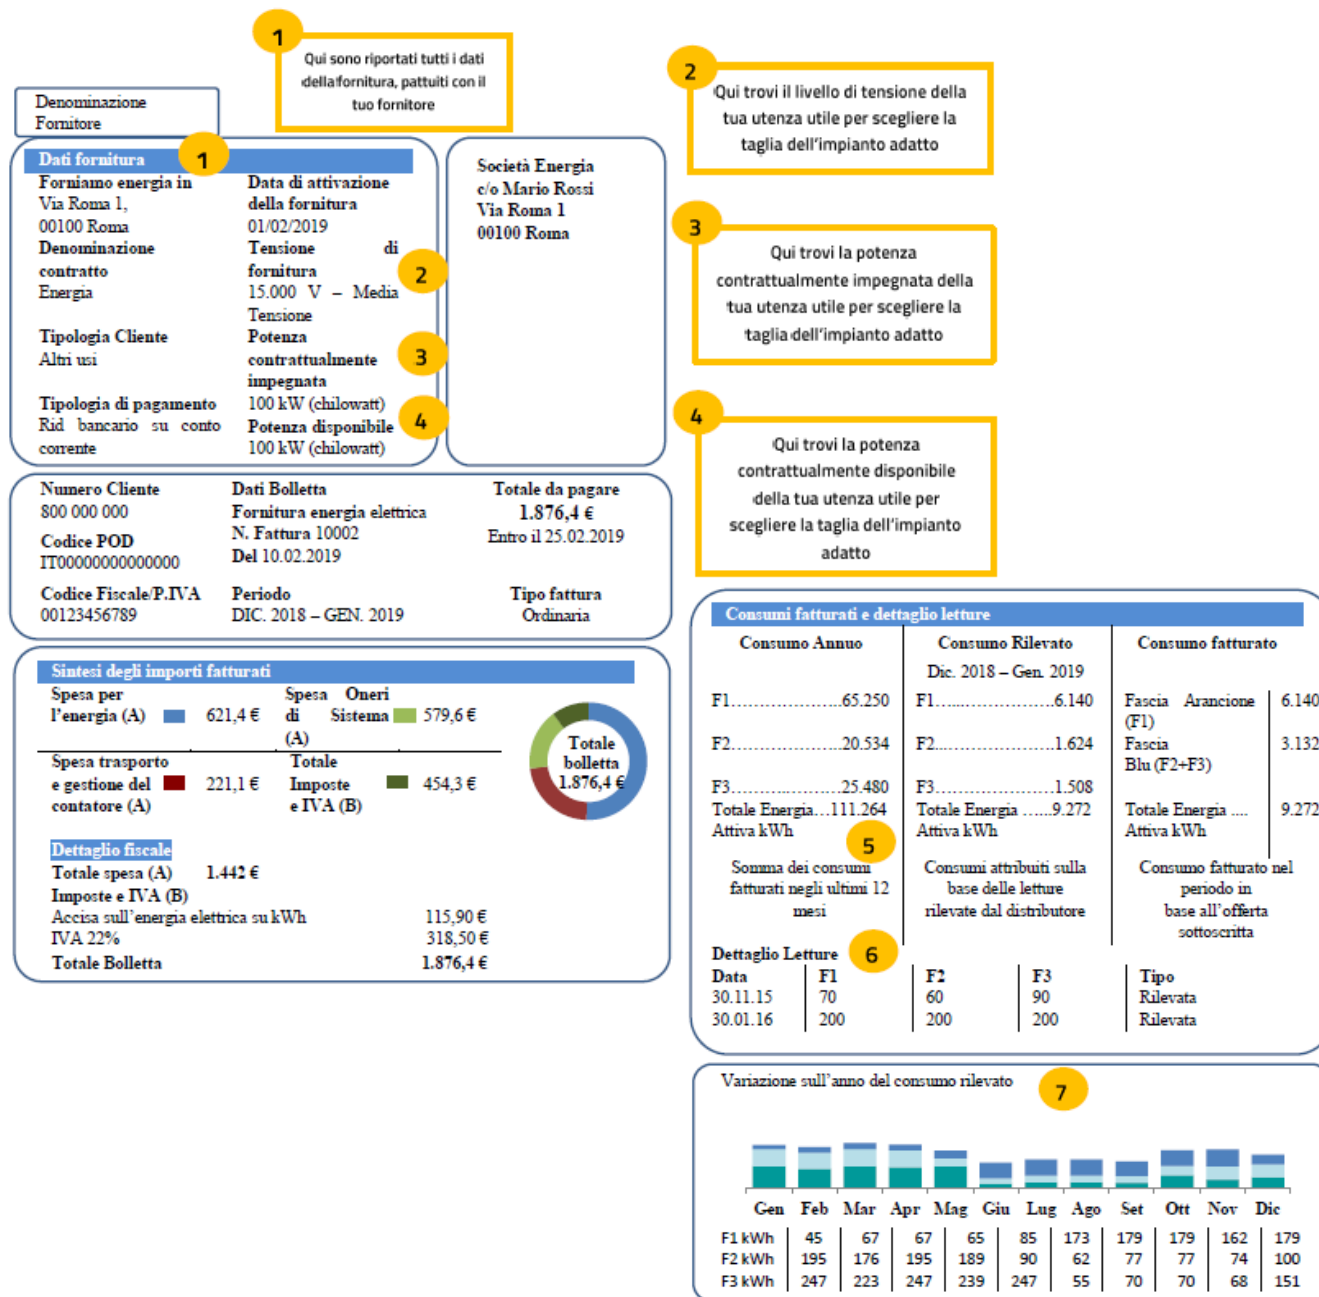 1
Qui sono riportati tutti i dati
della fornitura, pattuiti con il
tuo fornitore
2
Qui trovi il livello di tensione della
tua utenza utile per scegliere la
taglia dell'impianto adatto
3
Qui trovi la potenza
contrattualmente impegnata della
tua utenza utile per scegliere la
taglia dell'impianto adatto
4
Qui trovi la potenza
contrattualmente disponibile
della tua utenza utile per
scegliere la taglia dell'impianto
adatto
Denominazione
Fornitore
Dati fornitura 1
Forniamo energia in
Via Roma 1,
00100 Roma
Denominazione
contratto
Energia
Tipologia Cliente
Altri usi
Tipologia di pagamento
Rid bancario su conto
corrente
Data di attivazione
della fornitura
01/02/2019
Tensione di
fornitura 2
15.000 V – Media
Tensione
Potenza
contrattualmente 3
impegnata
100 kW (chilowatt)
Potenza disponibile 4
100 kW (chilowatt)
Società Energia
c/o Mario Rossi
Via Roma 1
00100 Roma
Numero Cliente
800 000 000
Codice POD
IT00000000000000
Codice Fiscale/P.IVA
00123456789
Dati Bolletta
Fornitura energia elettrica
N. Fattura 10002
Del 10.02.2019
Periodo
DIC. 2018 – GEN. 2019
Totale da pagare
1.876,4 €
Entro il 25.02.2019
Tipo fattura
Ordinaria
Sintesi degli importi fatturati
Spesa per
l'energia (A) 621,4 €
Spesa Oneri
di Sistema 579,6 €
(A)
Spesa trasporto
e gestione del 221,1 €
contatore (A)
Totale
Imposte 454,3 €
e IVA (B)
Totale
bolletta
1.876,4 €
Dettaglio fiscale
Totale spesa (A) 1.442 €
Imposte e IVA (B)
Accisa sull'energia elettrica su kWh 115,90 €
IVA 22% 318,50 €
Totale Bolletta 1.876,4 €
Consumi fatturati e dettaglio letture
Consumo Annuo
F1………………..65.250
F2………………..20.534
F3………………..25.480
Totale Energia…111.264
Attiva kWh
5
Somma dei consumi
fatturati negli ultimi 12
mesi
Consumo Rilevato
Dic. 2018 – Gen. 2019
F1…..……………..6.140
F2...………………1.624
F3...………………1.508
Totale Energia …...9.272
Attiva kWh
Consumi attribuiti sulla
base delle letture
rilevate dal distributore
Consumo fatturato
Fascia Arancione 6.140
(F1)
Fascia 3.132
Blu (F2+F3)
Totale Energia .... 9.272
Attiva kWh
Consumo fatturato nel
periodo in
base all'offerta
sottoscritta
Dettaglio Letture 6
Data F1 F2 F3 Tipo
30.11.15 70 60 90 Rilevata
30.01.16 200 200 200 Rilevata
Variazione sull'anno del consumo rilevato 7
Gen Feb Mar Apr Mag Giu Lug Ago Set Ott Nov Dic
F1 kWh 45 67 67 65 85 173 179 179 162 179
F2 kWh 195 176 195 189 90 62 77 77 74 100
F3 kWh 247 223 247 239 247 55 70 70 68 151